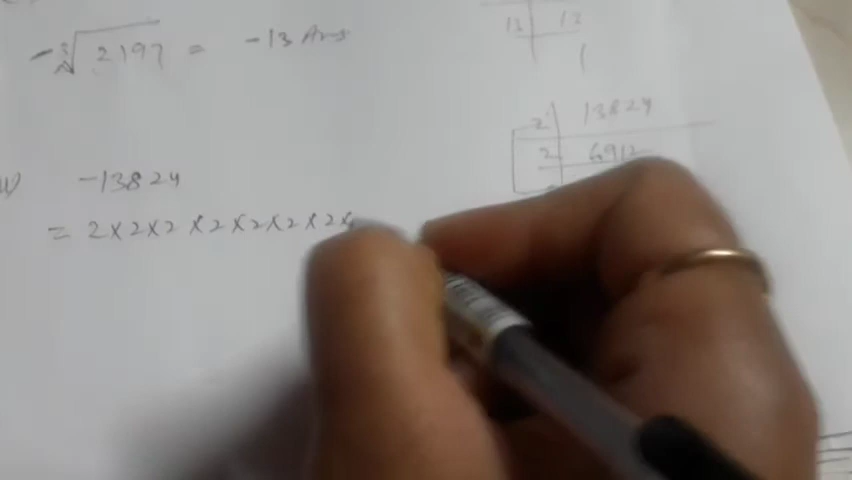 -∛2197 = -13 Ans
13 | 13
1
2 | 13824
2 | 6912
-13824
= 2×2×2×2×2×2×2×